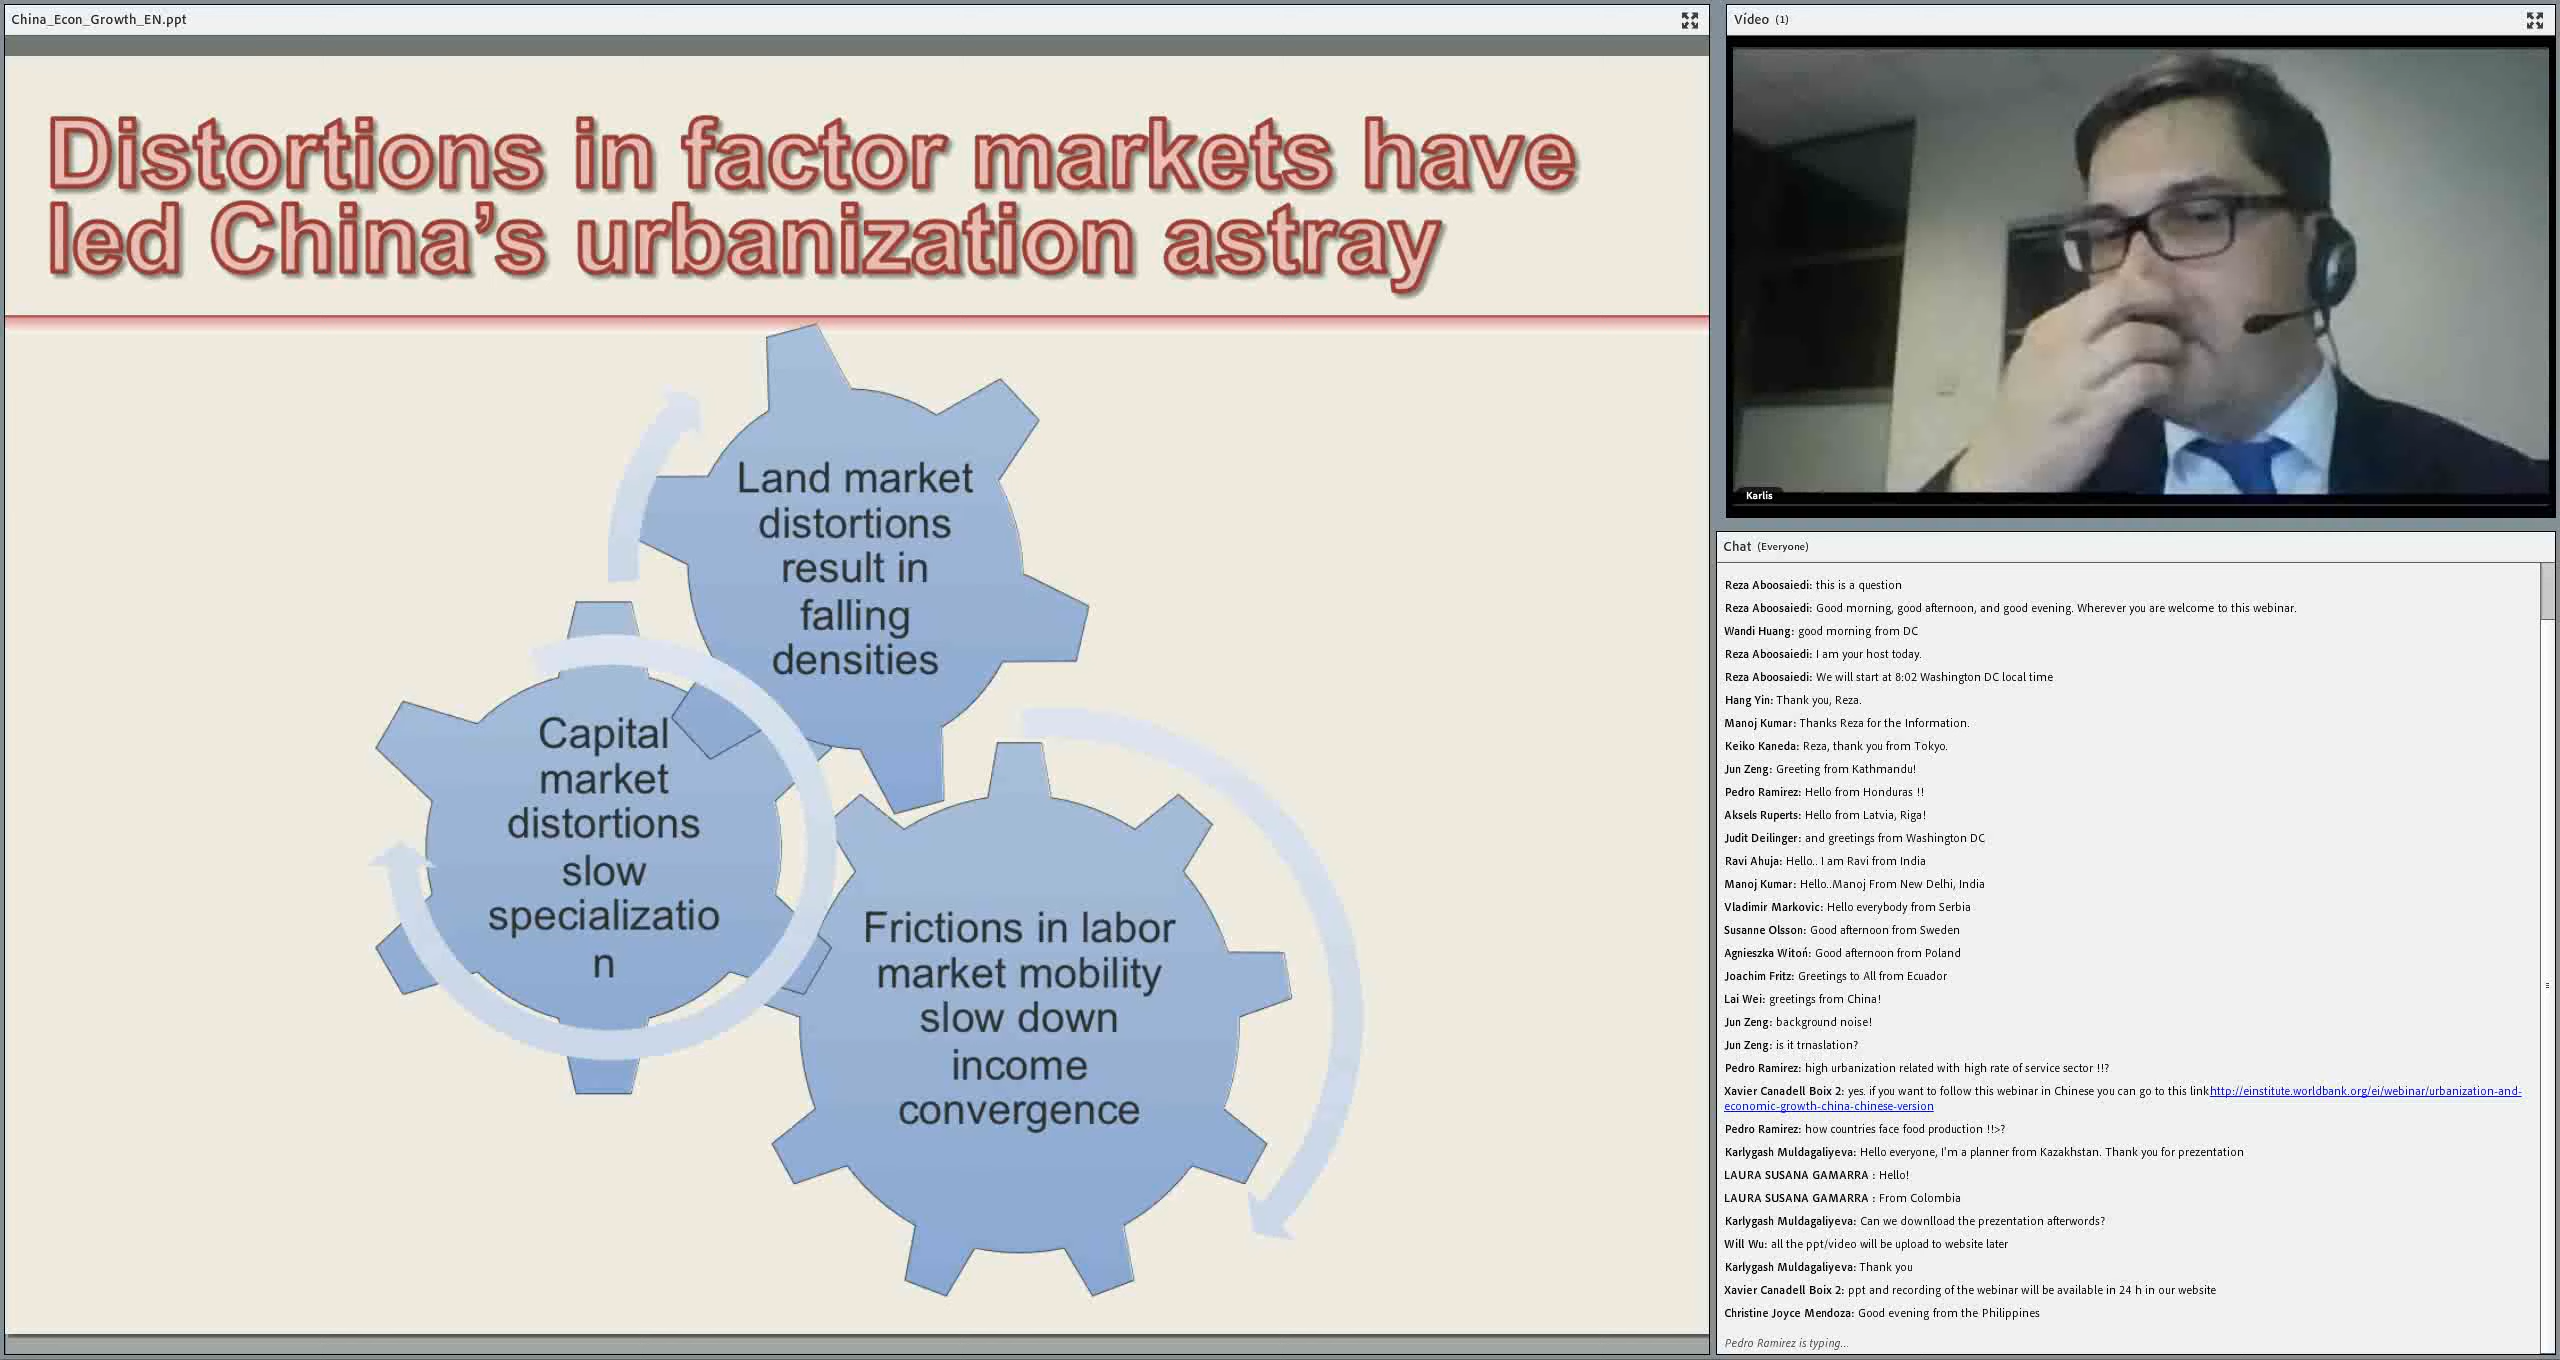 China_Econ_Growth_EN.ppt
Distortions in factor markets have
led China’s urbanization astray
Land market
distortions
result in
falling
densities
Capital
market
distortions
slow
specializatio
n
Frictions in labor
market mobility
slow down
income
convergence
Vídeo (1)
Karlis
Chat (Everyone)
Reza Aboosaiedi: this is a question
Reza Aboosaiedi: Good morning, good afternoon, and good evening. Wherever you are welcome to this webinar.
Wandi Huang: good morning from DC
Reza Aboosaiedi: I am your host today.
Reza Aboosaiedi: We will start at 8:02 Washington DC local time
Hang Yin: Thank you, Reza.
Manoj Kumar: Thanks Reza for the Information.
Keiko Kaneda: Reza, thank you from Tokyo.
Jun Zeng: Greeting from Kathmandu!
Pedro Ramirez: Hello from Honduras !!
Aksels Ruperts: Hello from Latvia, Riga!
Judit Deilinger: and greetings from Washington DC
Ravi Ahuja: Hello.. I am Ravi from India
Manoj Kumar: Hello..Manoj From New Delhi, India
Vladimir Markovic: Hello everybody from Serbia
Susanne Olsson: Good afternoon from Sweden
Agnieszka Witoń: Good afternoon from Poland
Joachim Fritz: Greetings to All from Ecuador
Lai Wei: greetings from China!
Jun Zeng: background noise!
Jun Zeng: is it trnaslation?
Pedro Ramirez: high urbanization related with high rate of service sector !!?
Xavier Canadell Boix 2: yes. if you want to follow this webinar in Chinese you can go to this linkhttp://einstitute.worldbank.org/ei/webinar/urbanization-and-
economic-growth-china-chinese-version
Pedro Ramirez: how countries face food production !!>?
Karlygash Muldagaliyeva: Hello everyone, I'm a planner from Kazakhstan. Thank you for prezentation
LAURA SUSANA GAMARRA : Hello!
LAURA SUSANA GAMARRA : From Colombia
Karlygash Muldagaliyeva: Can we downlload the prezentation afterwords?
Will Wu: all the ppt/video will be upload to website later
Karlygash Muldagaliyeva: Thank you
Xavier Canadell Boix 2: ppt and recording of the webinar will be available in 24 h in our website
Christine Joyce Mendoza: Good evening from the Philippines
Pedro Ramirez is typing...